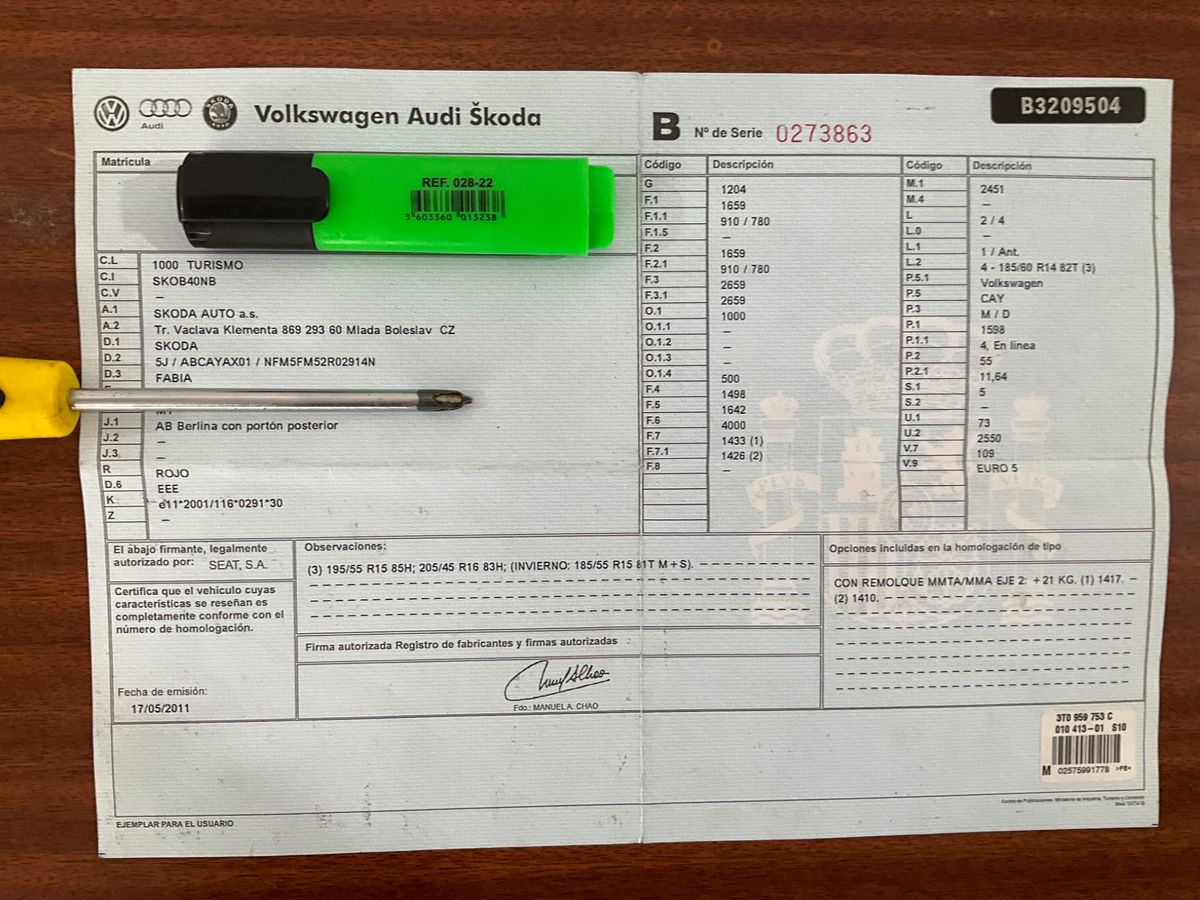 Volkswagen Audi Škoda
Audi
B Nº de Serie 0273863
B3209504
Matrícula
REF. 028-22
3 603360 013238
C.L 1000 TURISMO
C.I SKOB40NB
C.V –
A.1 SKODA AUTO a.s.
A.2 Tr. Vaclava Klementa 869 293 60 Mlada Boleslav CZ
D.1 SKODA
D.2 5J / ABCAYAX01 / NFM5FM52R02914N
D.3 FABIA
M1
J.1 AB Berlina con portón posterior
J.2 –
J.3 –
R ROJO
D.6 EEE
K e11*2001/116*0291*30
Z –
Código Descripción
G 1204
F.1 1659
F.1.1 910 / 780
F.1.5 –
F.2 1659
F.2.1 910 / 780
F.3 2659
F.3.1 2659
O.1 1000
O.1.1 –
O.1.2 –
O.1.3 –
O.1.4 500
F.4 1498
F.5 1642
F.6 4000
F.7 1433 (1)
F.7.1 1426 (2)
F.8 –
Código Descripción
M.1 2451
M.4 –
L 2 / 4
L.0 –
L.1 1 / Ant.
L.2 4 - 185/60 R14 82T (3)
P.5.1 Volkswagen
P.5 CAY
P.3 M / D
P.1 1598
P.1.1 4, En linea
P.2 55
P.2.1 11,64
S.1 5
S.2 –
U.1 73
U.2 2550
V.7 109
V.9 EURO 5
El abajo firmante, legalmente
autorizado por: SEAT, S.A.
Certifica que el vehículo cuyas
características se reseñan es
completamente conforme con el
número de homologación.
Fecha de emisión:
17/05/2011
Observaciones:
(3) 195/55 R15 85H; 205/45 R16 83H; (INVIERNO: 185/55 R15 81T M + S).
Firma autorizada Registro de fabricantes y firmas autorizadas
Fdo.: MANUEL A. CHAO
Opciones incluidas en la homologación de tipo
CON REMOLQUE MMTA/MMA EJE 2: +21 KG. (1) 1417. –
(2) 1410.
3T0 959 753 C
010 413-01 S10
M 02575991778 >PE<
EJEMPLAR PARA EL USUARIO
Centro de Publicaciones. Ministerio de Industria, Turismo y Comercio